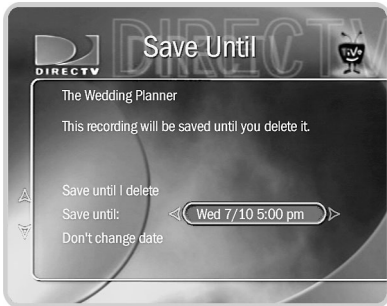 DIRECTV
Save Until
DIRECTV
TiVo
The Wedding Planner
This recording will be saved until you delete it.
Save until I delete
Save until:
Wed 7/10 5:00 pm
Don't change date